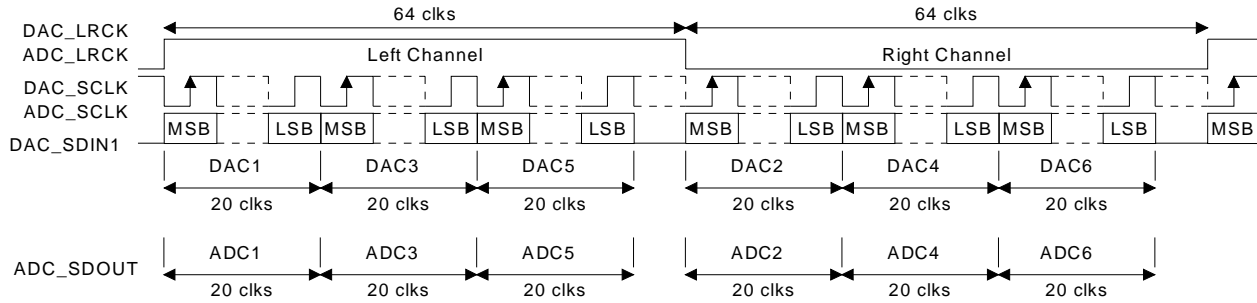 64 clks 64 clks
DAC_LRCK
ADC_LRCK Left Channel Right Channel
DAC_SCLK
ADC_SCLK
MSB LSB MSB LSB MSB LSB MSB LSB MSB LSB MSB LSB MSB
DAC_SDIN1
DAC1 DAC3 DAC5 DAC2 DAC4 DAC6
20 clks 20 clks 20 clks 20 clks 20 clks 20 clks
ADC1 ADC3 ADC5 ADC2 ADC4 ADC6
ADC_SDOUT
20 clks 20 clks 20 clks 20 clks 20 clks 20 clks